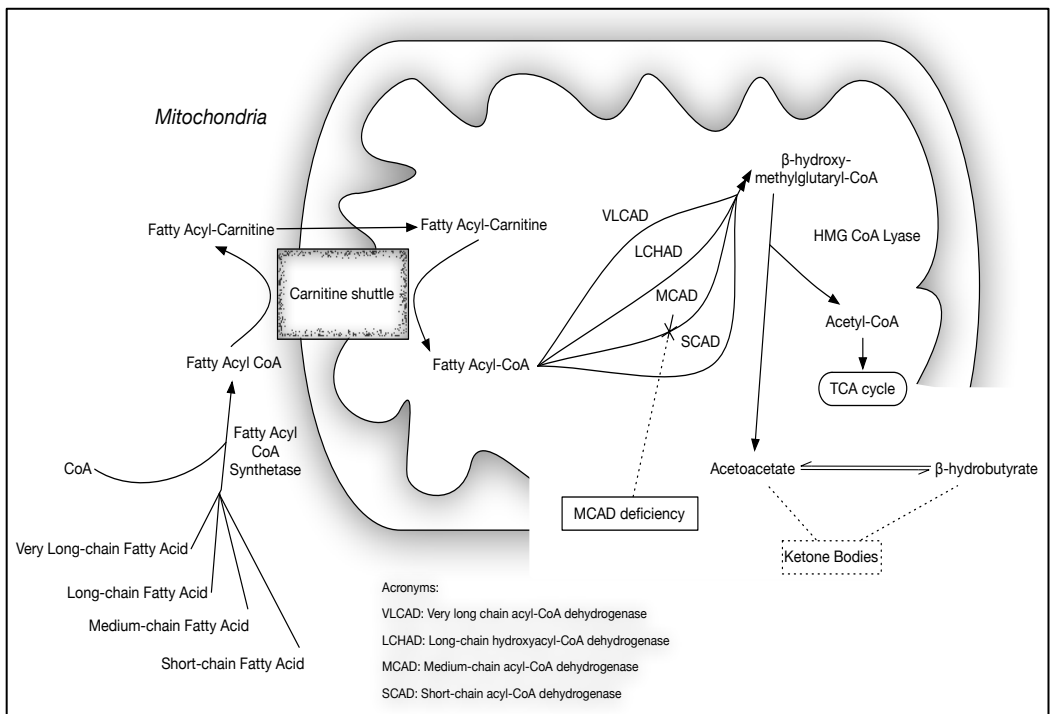 Mitochondria
β-hydroxy-
methylglutaryl-CoA
VLCAD
Fatty Acyl-Carnitine
Fatty Acyl-Carnitine
HMG CoA Lyase
LCHAD
Carnitine shuttle
MCAD
Acetyl-CoA
SCAD
Fatty Acyl CoA
Fatty Acyl-CoA
TCA cycle
Fatty Acyl
CoA
Synthetase
CoA
Acetoacetate
β-hydrobutyrate
MCAD deficiency
Very Long-chain Fatty Acid
Ketone Bodies
Long-chain Fatty Acid
Medium-chain Fatty Acid
Short-chain Fatty Acid
Acronyms:
VLCAD: Very long chain acyl-CoA dehydrogenase
LCHAD: Long-chain hydroxyacyl-CoA dehydrogenase
MCAD: Medium-chain acyl-CoA dehydrogenase
SCAD: Short-chain acyl-CoA dehydrogenase